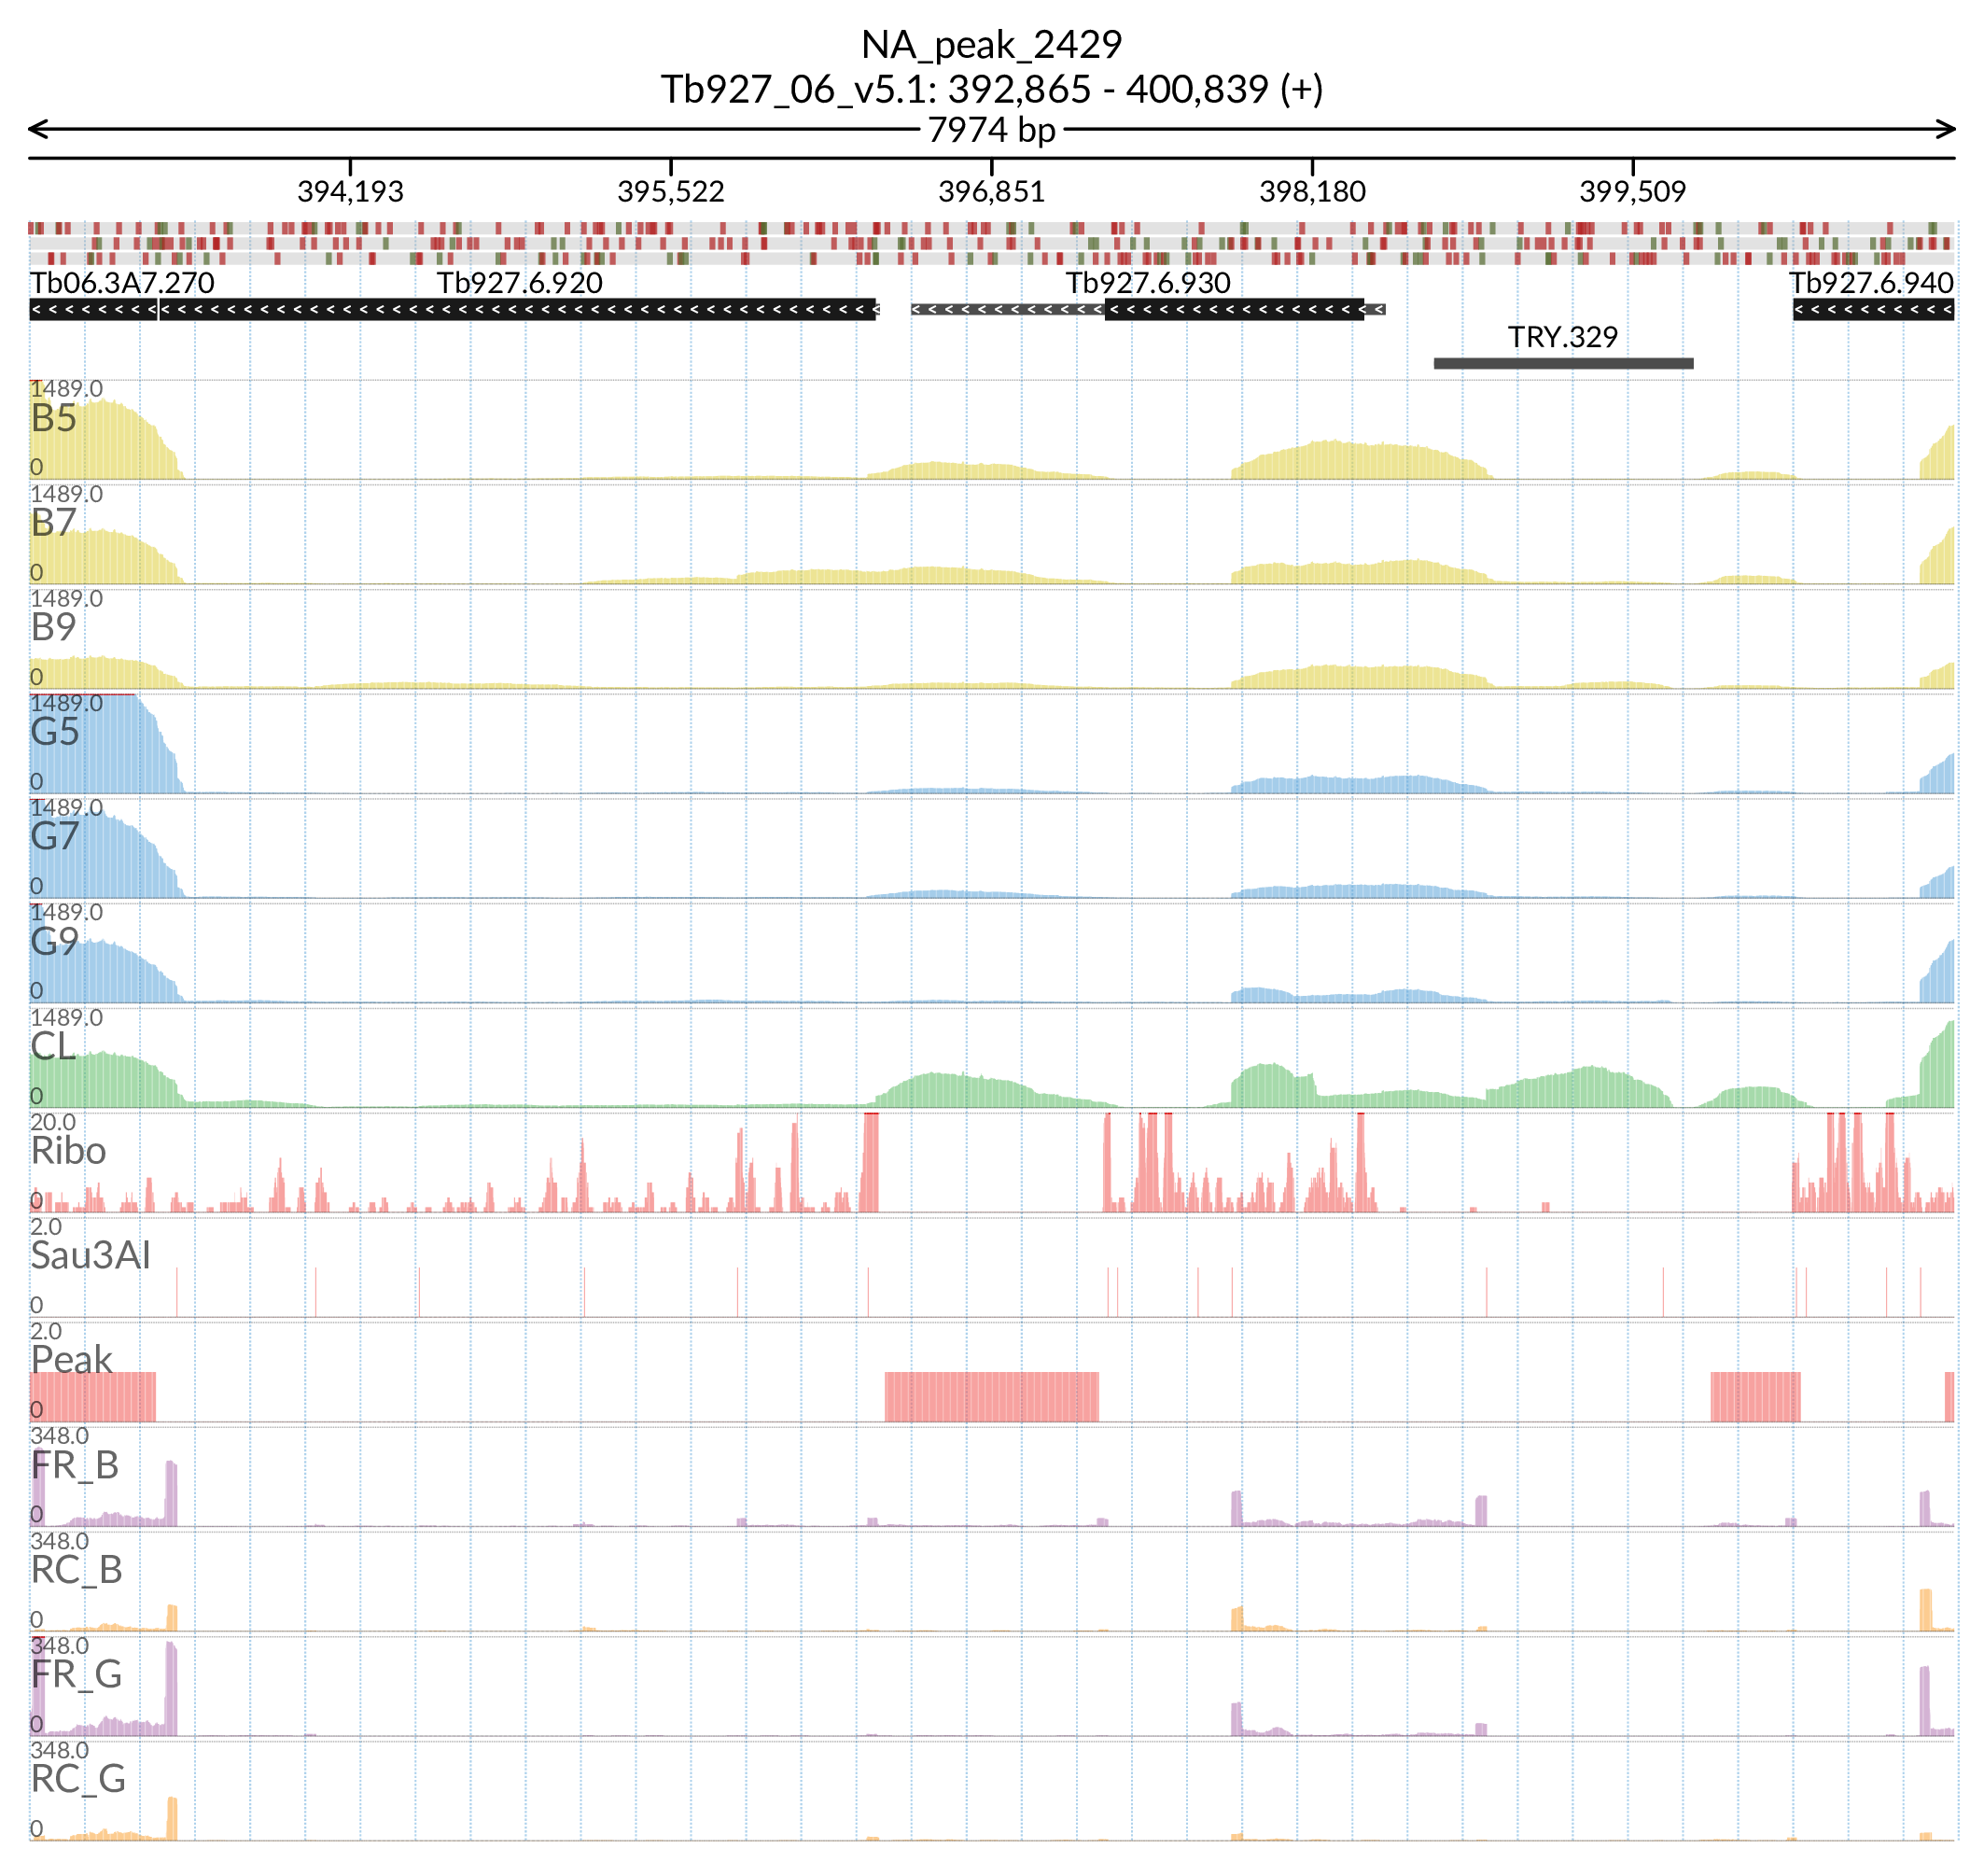 NA_peak_2429
Tb927_06_v5.1: 392,865 - 400,839 (+)
7974 bp
394,193 395,522 396,851 398,180 399,509
Tb06.3A7.270 Tb927.6.920 Tb927.6.930 Tb927.6.940
TRY.329
1489.0
B5
0
1489.0
B7
0
1489.0
B9
0
1489.0
G5
0
1489.0
G7
0
1489.0
G9
0
1489.0
CL
0
20.0
Ribo
0
2.0
Sau3AI
0
2.0
Peak
0
348.0
FR_B
0
348.0
RC_B
0
348.0
FR_G
0
348.0
RC_G
0